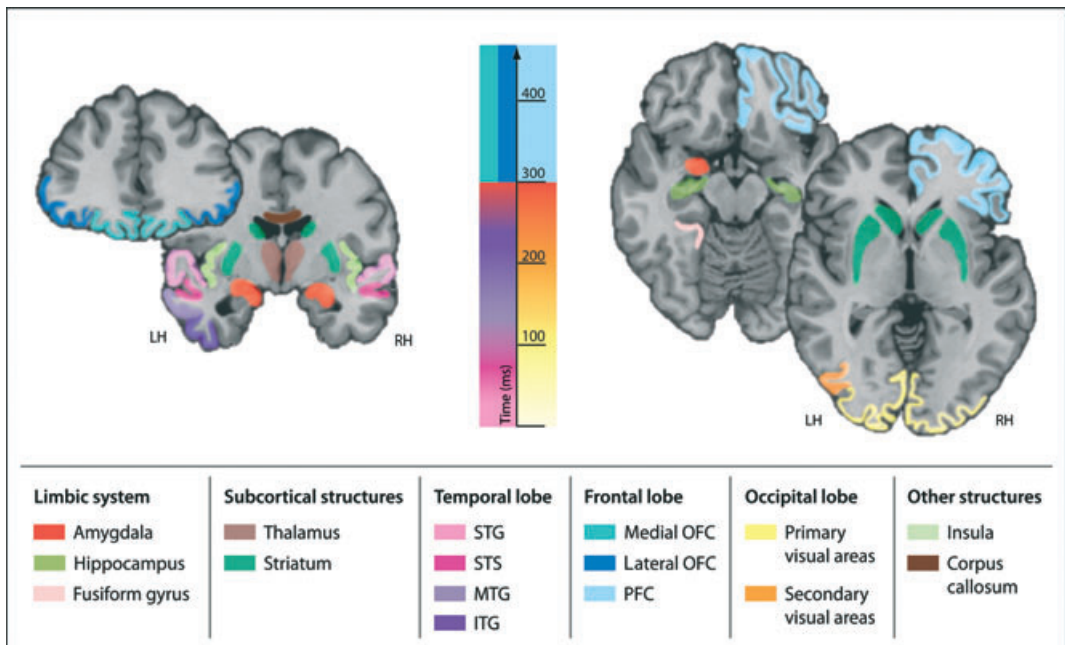 400
300
200
100
Time (ms)
LH
RH
LH
RH
Limbic system
Amygdala
Hippocampus
Fusiform gyrus
Subcortical structures
Thalamus
Striatum
Temporal lobe
STG
STS
MTG
ITG
Frontal lobe
Medial OFC
Lateral OFC
PFC
Occipital lobe
Primary
visual areas
Secondary
visual areas
Other structures
Insula
Corpus
callosum